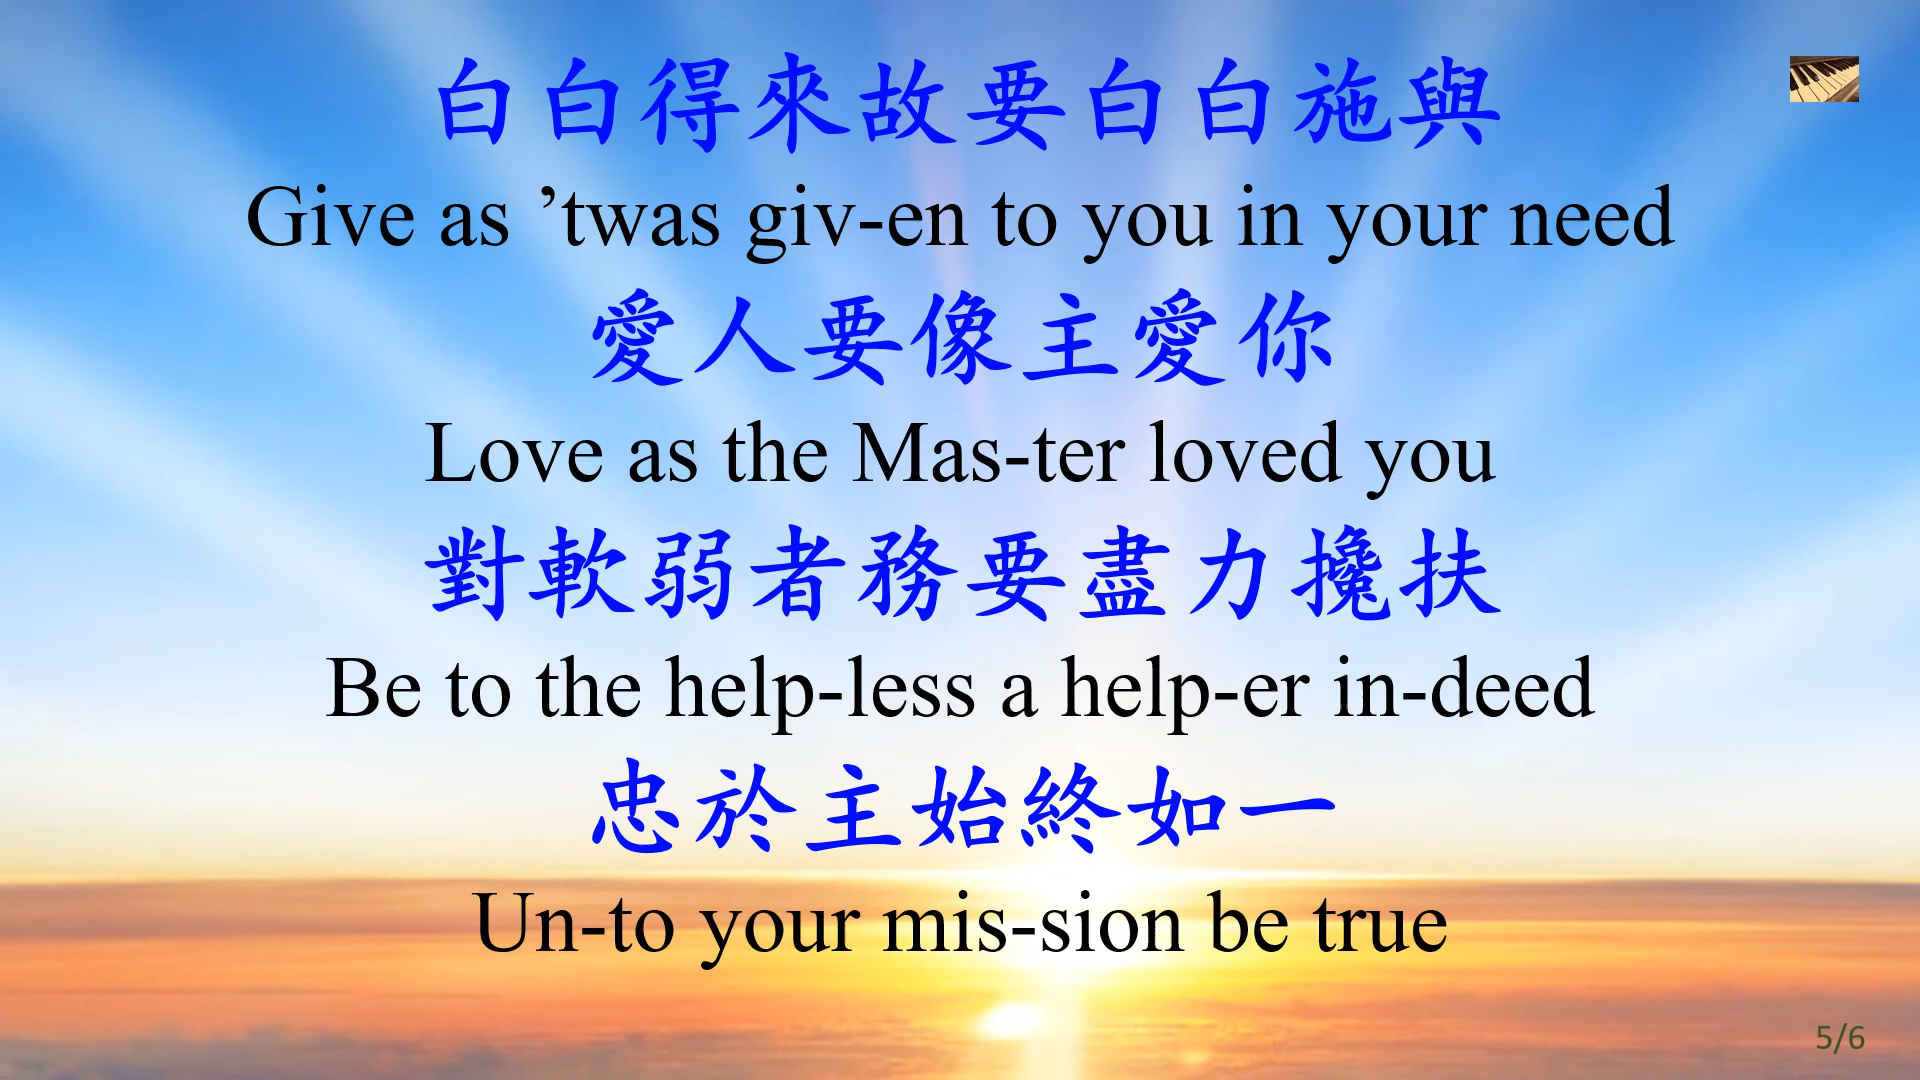 白白得來故要白白施與
Give as ’twas giv-en to you in your need
愛人要像主愛你
Love as the Mas-ter loved you
對軟弱者務要盡力攙扶
Be to the help-less a help-er in-deed
忠於主始終如一
Un-to your mis-sion be true
5/6